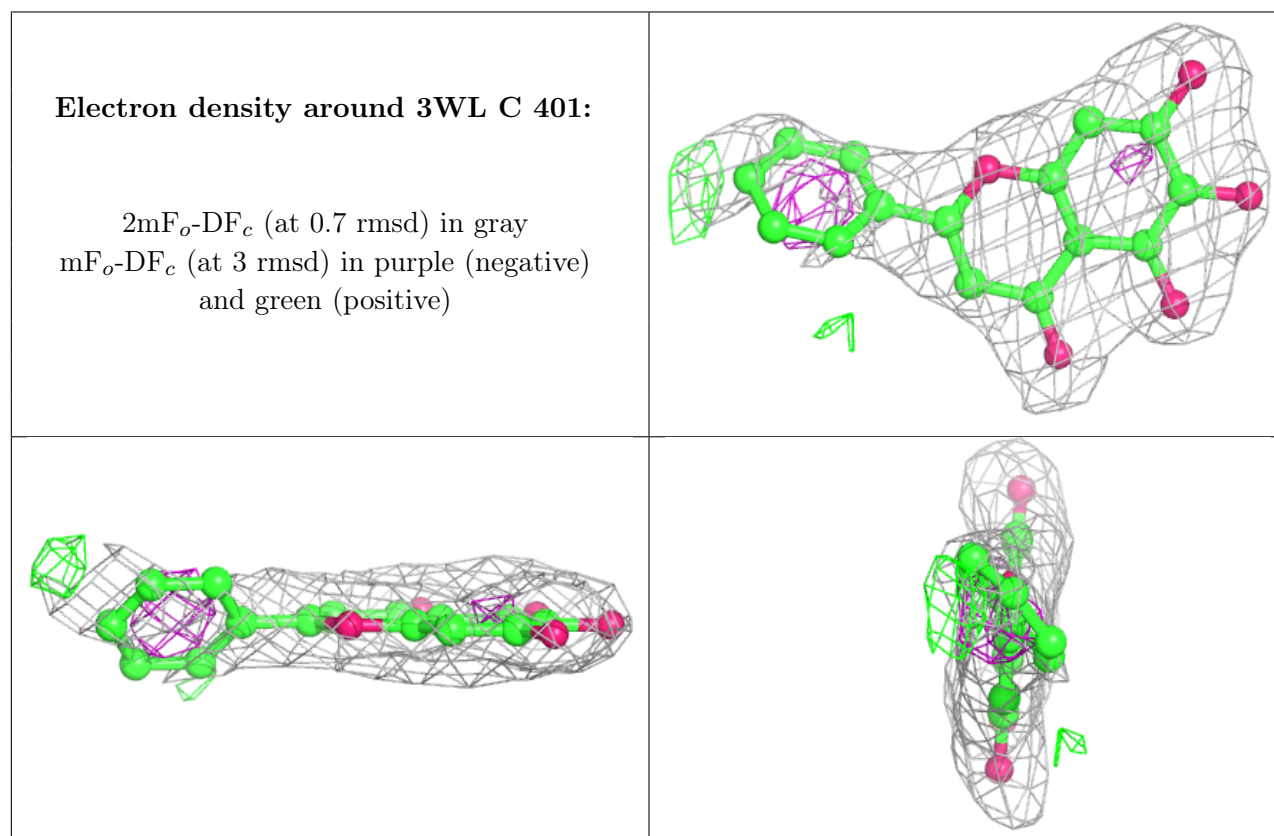 Electron density around 3WL C 401:
2mFₒ-DF𝒸 (at 0.7 rmsd) in gray
mFₒ-DF𝒸 (at 3 rmsd) in purple (negative)
and green (positive)